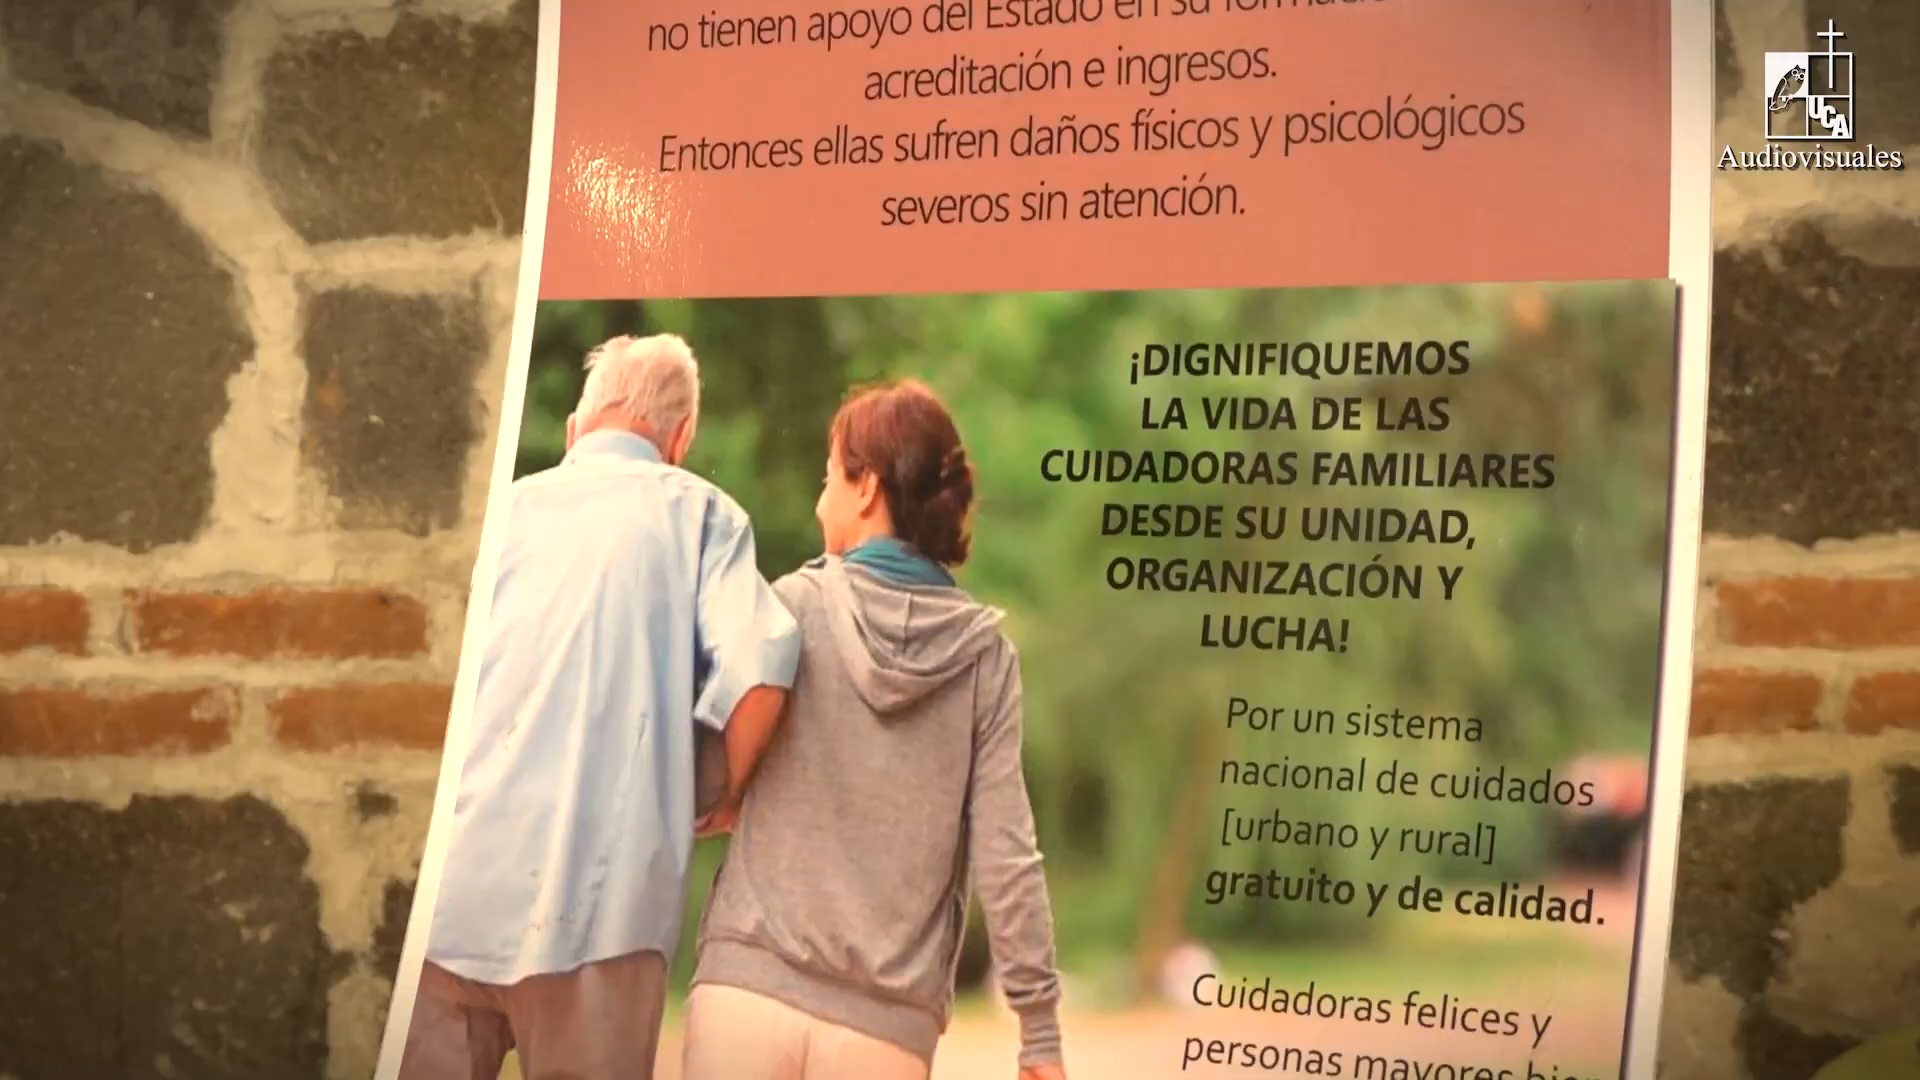 no tienen apoyo del Estado en su
acreditación e ingresos.
Entonces ellas sufren daños físicos y psicológicos
severos sin atención.
¡DIGNIFIQUEMOS
LA VIDA DE LAS
CUIDADORAS FAMILIARES
DESDE SU UNIDAD,
ORGANIZACIÓN Y
LUCHA!
Por un sistema
nacional de cuidados
[urbano y rural]
gratuito y de calidad.
Cuidadoras felices y
personas mayores
UCA
Audiovisuales